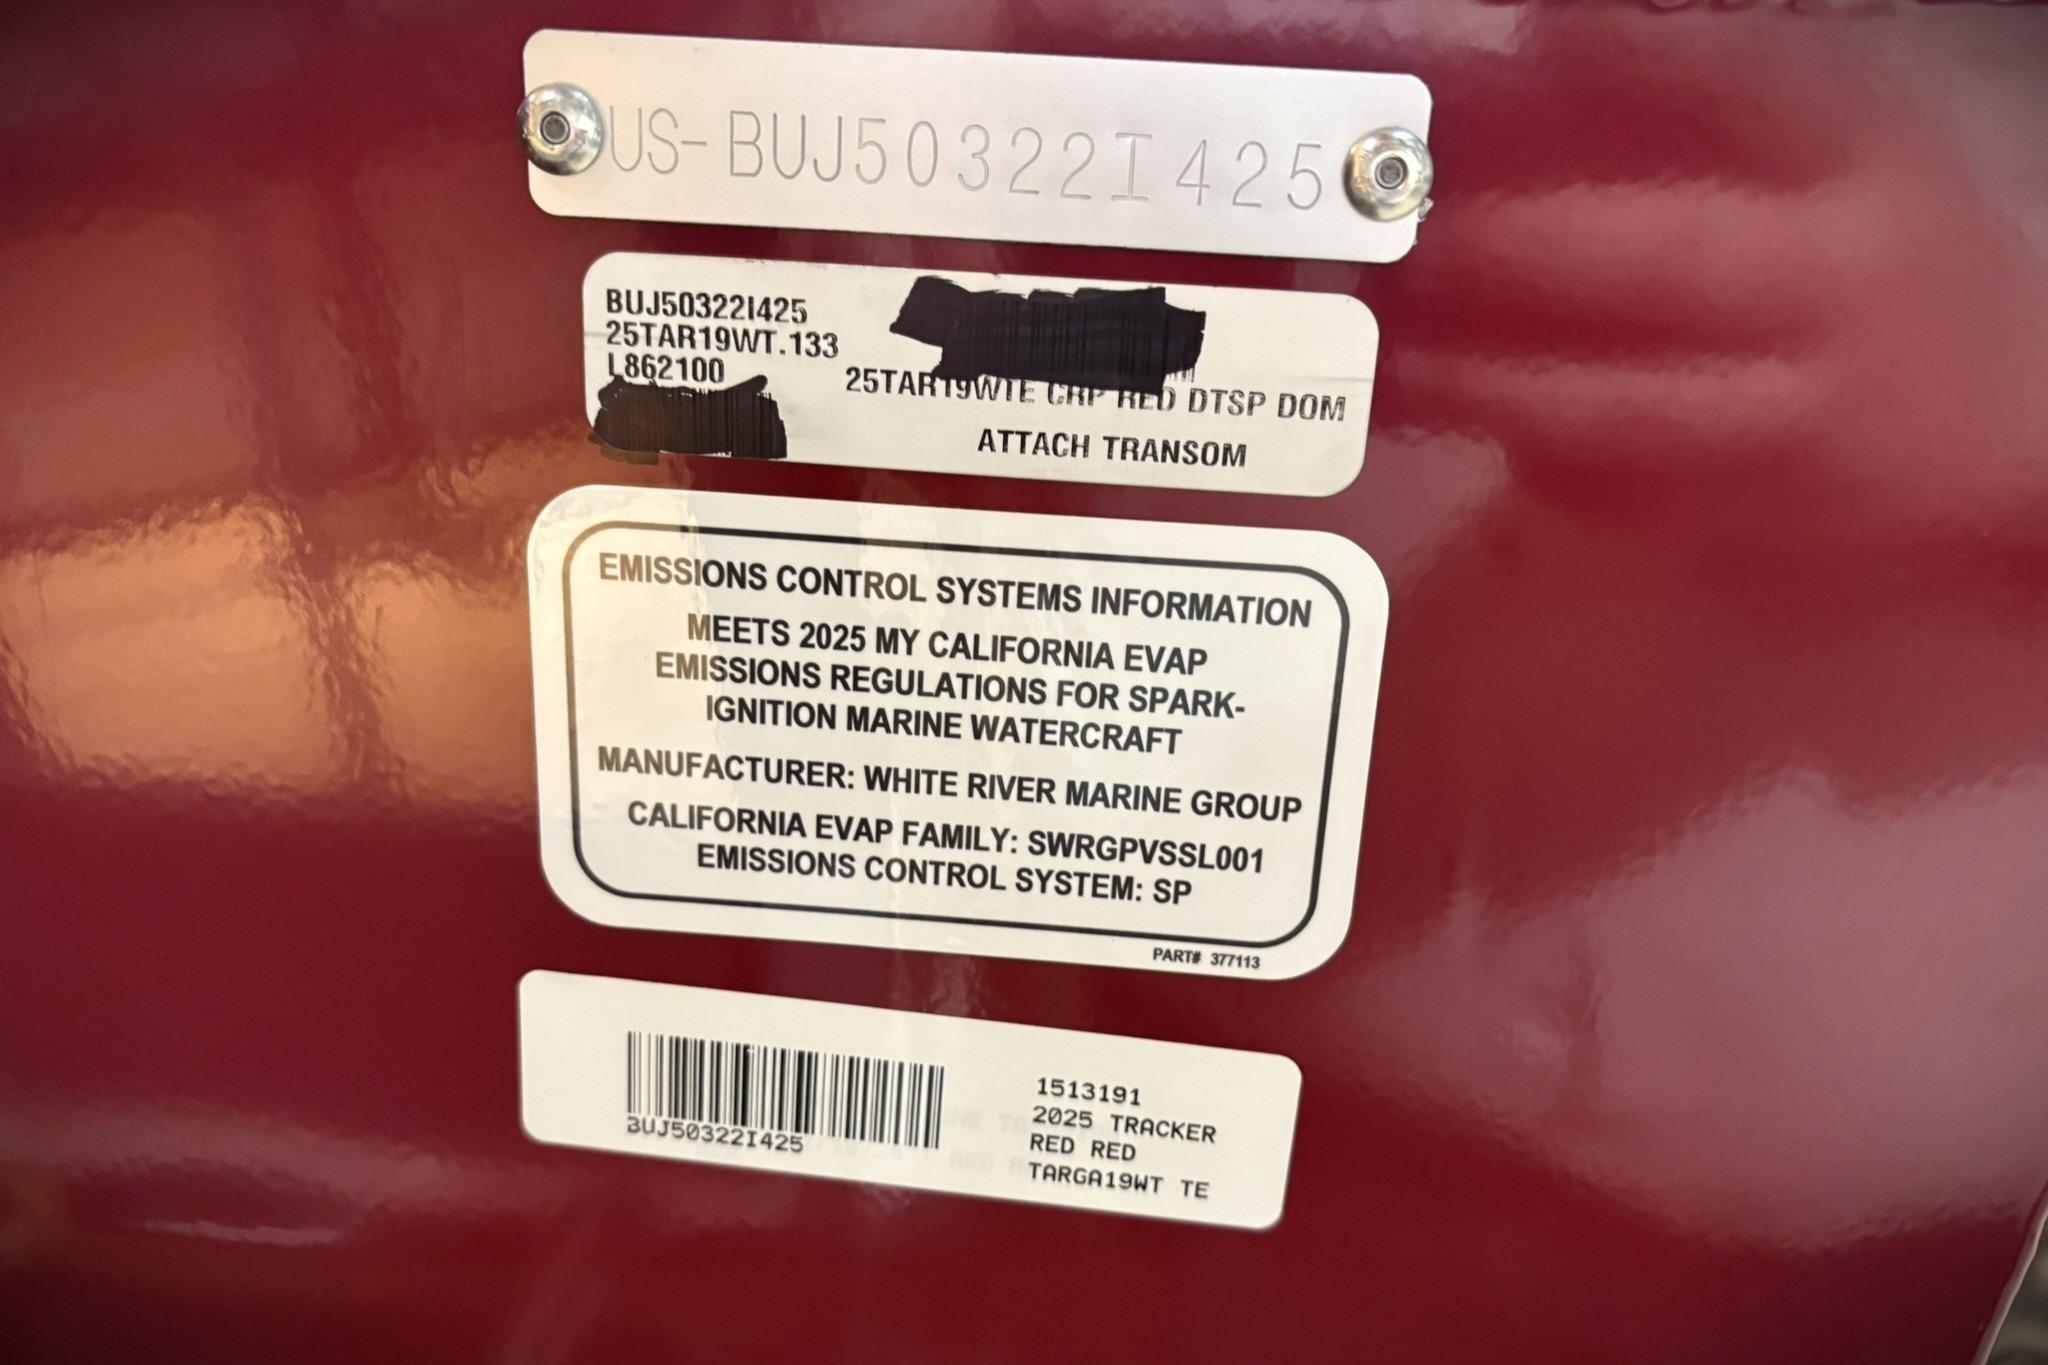 US-BUJ50322I425
BUJ50322I425
25TAR19WT.133
L862100
25TAR19WTE CRP RED DTSP DOM
ATTACH TRANSOM
EMISSIONS CONTROL SYSTEMS INFORMATION
MEETS 2025 MY CALIFORNIA EVAP
EMISSIONS REGULATIONS FOR SPARK-
IGNITION MARINE WATERCRAFT
MANUFACTURER: WHITE RIVER MARINE GROUP
CALIFORNIA EVAP FAMILY: SWRGPVSSL001
EMISSIONS CONTROL SYSTEM: SP
PART# 377113
BUJ50322I425
1513191
2025 TRACKER
RED RED
TARGA19WT TE